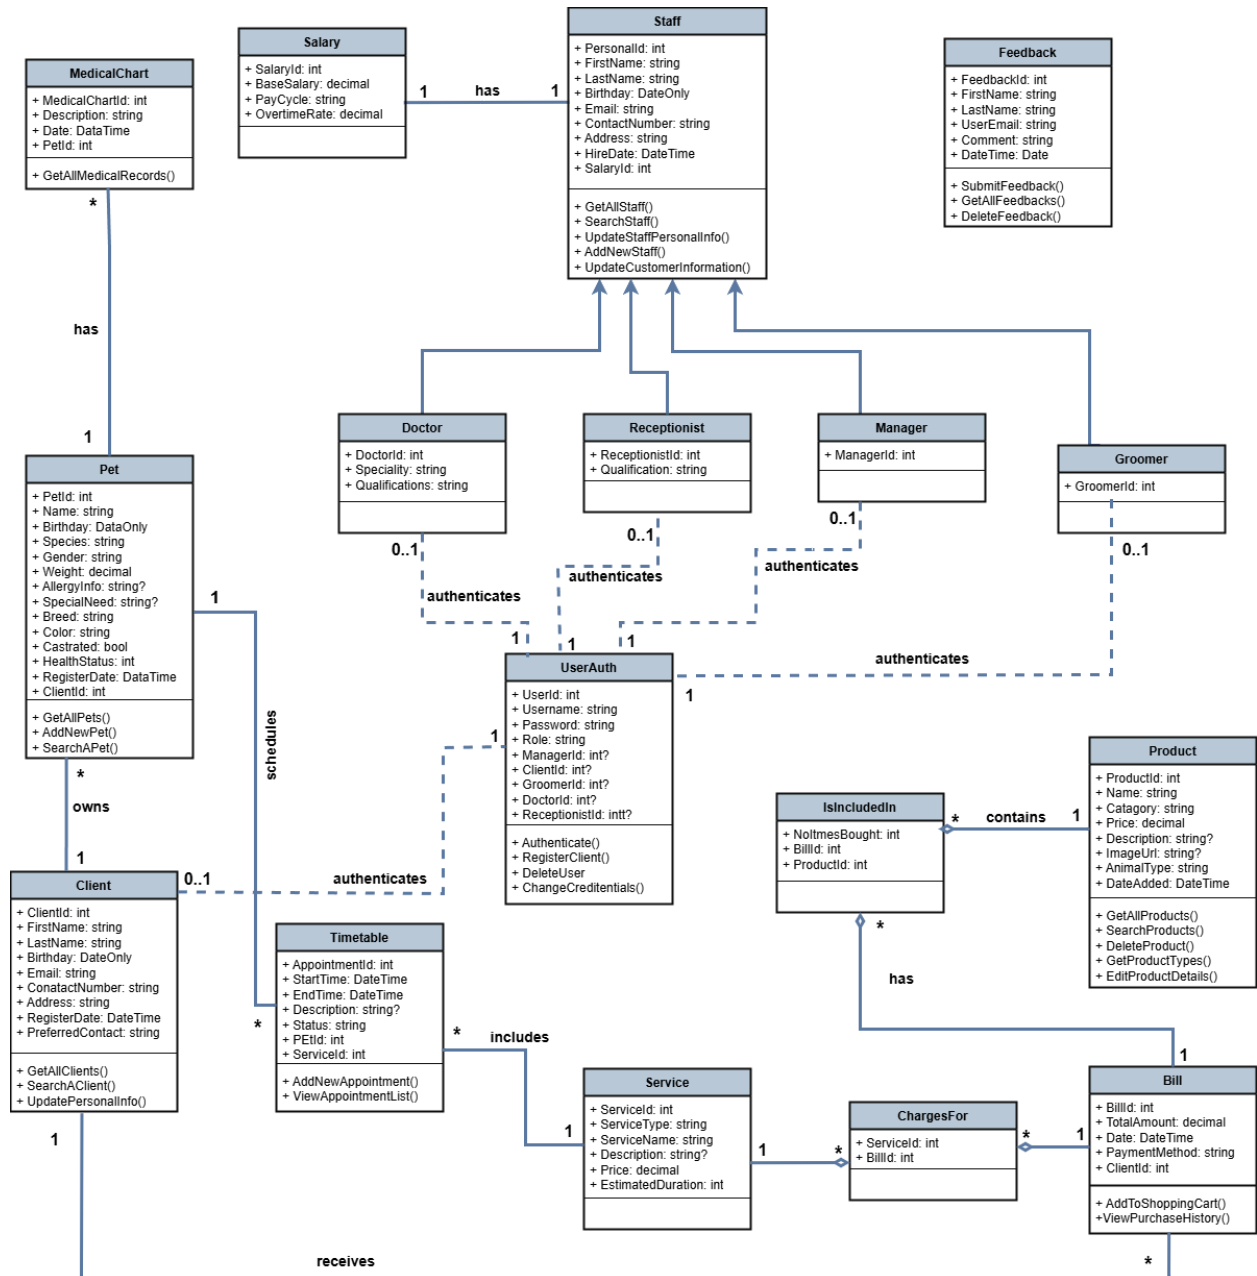 MedicalChart
+ MedicalChartId: int
+ Description: string
+ Date: DataTime
+ PetId: int
+ GetAllMedicalRecords()
*
has
1
Salary
+ SalaryId: int
+ BaseSalary: decimal
+ PayCycle: string
+ OvertimeRate: decimal
1
has
1
Staff
+ PersonalId: int
+ FirstName: string
+ LastName: string
+ Birthday: DateOnly
+ Email: string
+ ContactNumber: string
+ Address: string
+ HireDate: DateTime
+ SalaryId: int
+ GetAllStaff()
+ SearchStaff()
+ UpdateStaffPersonalInfo()
+ AddNewStaff()
+ UpdateCustomerInformation()
Feedback
+ FeedbackId: int
+ FirstName: string
+ LastName: string
+ UserEmail: string
+ Comment: string
+ DateTime: Date
+ SubmitFeedback()
+ GetAllFeedbacks()
+ DeleteFeedback()
Doctor
+ DoctorId: int
+ Speciality: string
+ Qualifications: string
0..1
authenticates
1
Receptionist
+ ReceptionistId: int
+ Qualification: string
0..1
authenticates
1
Manager
+ ManagerId: int
0..1
authenticates
1
Groomer
+ GroomerId: int
0..1
authenticates
1
Pet
+ PetId: int
+ Name: string
+ Birthday: DataOnly
+ Species: string
+ Gender: string
+ Weight: decimal
+ AllergyInfo: string?
+ SpecialNeed: string?
+ Breed: string
+ Color: string
+ Castrated: bool
+ HealthStatus: int
+ RegisterDate: DataTime
+ ClientId: int
+ GetAllPets()
+ AddNewPet()
+ SearchAPet()
1
schedules
*
*
owns
1
UserAuth
+ UserId: int
+ Username: string
+ Password: string
+ Role: string
+ ManagerId: int?
+ ClientId: int?
+ GroomerId: int?
+ DoctorId: int?
+ ReceptionistId: intt?
+ Authenticate()
+ RegisterClient()
+ DeleteUser
+ ChangeCreditentials()
1
authenticates
0..1
Client
+ ClientId: int
+ FirstName: string
+ LastName: string
+ Birthday: DateOnly
+ Email: string
+ ConatactNumber: string
+ Address: string
+ RegisterDate: DateTime
+ PreferredContact: string
+ GetAllClients()
+ SearchAClient()
+ UpdatePersonalInfo()
1
receives
*
Timetable
+ AppointmentId: int
+ StartTime: DateTime
+ EndTime: DateTime
+ Description: string?
+ Status: string
+ PEtId: int
+ ServiceId: int
+ AddNewAppointment()
+ ViewAppointmentList()
*
includes
1
Service
+ ServiceId: int
+ ServiceType: string
+ ServiceName: string
+ Description: string?
+ Price: decimal
+ EstimatedDuration: int
1
*
ChargesFor
+ ServiceId: int
+ BillId: int
*
1
IsIncludedIn
+ NoItmesBought: int
+ BillId: int
+ ProductId: int
*
contains
1
*
has
1
Product
+ ProductId: int
+ Name: string
+ Catagory: string
+ Price: decimal
+ Description: string?
+ ImageUrl: string?
+ AnimalType: string
+ DateAdded: DateTime
+ GetAllProducts()
+ SearchProducts()
+ DeleteProduct()
+ GetProductTypes()
+ EditProductDetails()
Bill
+ BillId: int
+ TotalAmount: decimal
+ Date: DateTime
+ PaymentMethod: string
+ ClientId: int
+ AddToShoppingCart()
+ViewPurchaseHistory()